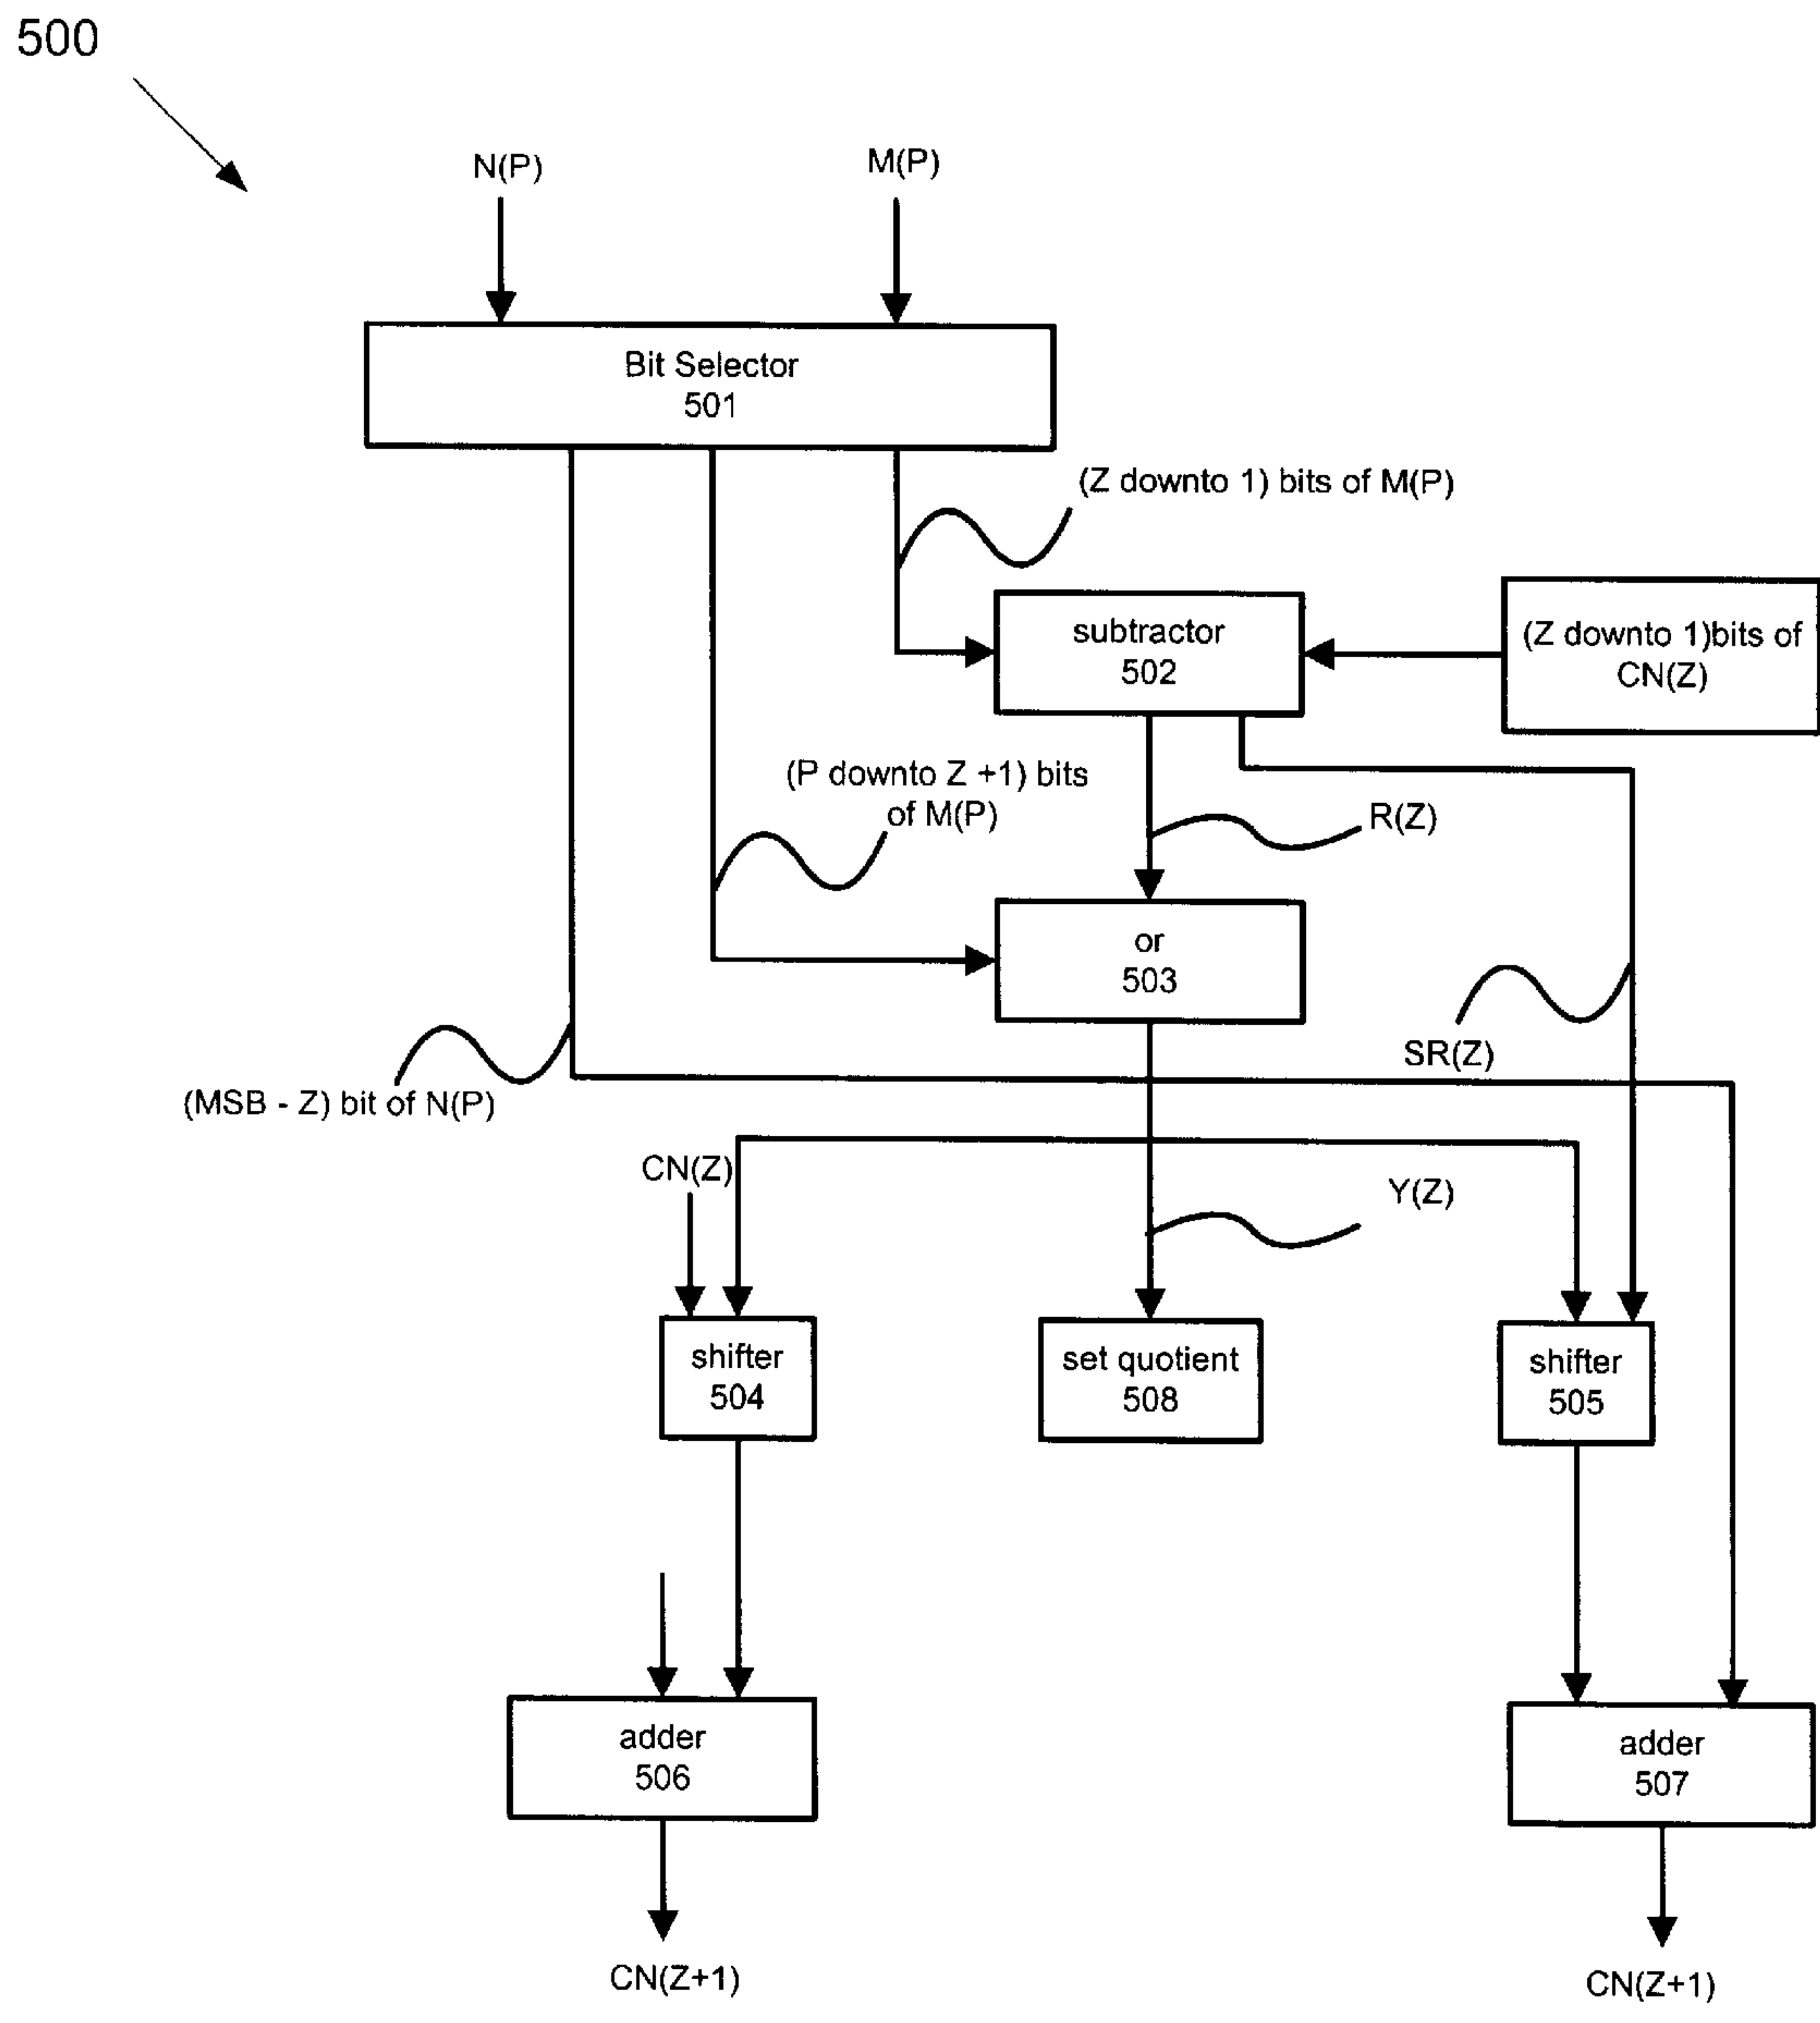 500
N(P)
M(P)
Bit Selector
501
(Z downto 1) bits of M(P)
subtractor
502
(Z downto 1)bits of
CN(Z)
(P downto Z +1) bits
of M(P)
R(Z)
or
503
SR(Z)
(MSB - Z) bit of N(P)
CN(Z)
Y(Z)
shifter
504
set quotient
508
shifter
505
adder
506
adder
507
CN(Z+1)
CN(Z+1)